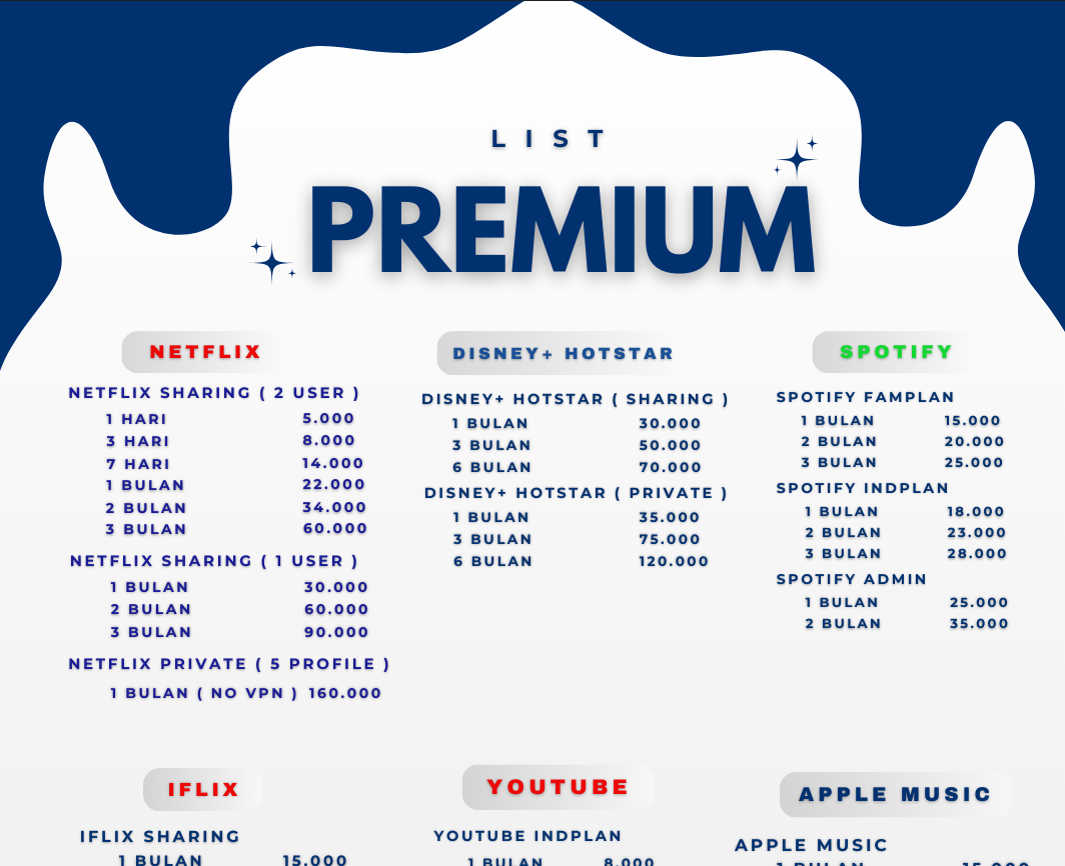 LIST
PREMIUM
NETFLIX
NETFLIX SHARING ( 2 USER )
1 HARI 5.000
3 HARI 8.000
7 HARI 14.000
1 BULAN 22.000
2 BULAN 34.000
3 BULAN 60.000
NETFLIX SHARING ( 1 USER )
1 BULAN 30.000
2 BULAN 60.000
3 BULAN 90.000
NETFLIX PRIVATE ( 5 PROFILE )
1 BULAN ( NO VPN ) 160.000
DISNEY+ HOTSTAR
DISNEY+ HOTSTAR ( SHARING )
1 BULAN 30.000
3 BULAN 50.000
6 BULAN 70.000
DISNEY+ HOTSTAR ( PRIVATE )
1 BULAN 35.000
3 BULAN 75.000
6 BULAN 120.000
SPOTIFY
SPOTIFY FAMPLAN
1 BULAN 15.000
2 BULAN 20.000
3 BULAN 25.000
SPOTIFY INDPLAN
1 BULAN 18.000
2 BULAN 23.000
3 BULAN 28.000
SPOTIFY ADMIN
1 BULAN 25.000
2 BULAN 35.000
IFLIX
IFLIX SHARING
1 BULAN 15.000
YOUTUBE
YOUTUBE INDPLAN
1 BULAN 8.000
APPLE MUSIC
APPLE MUSIC
1 BULAN 15.000